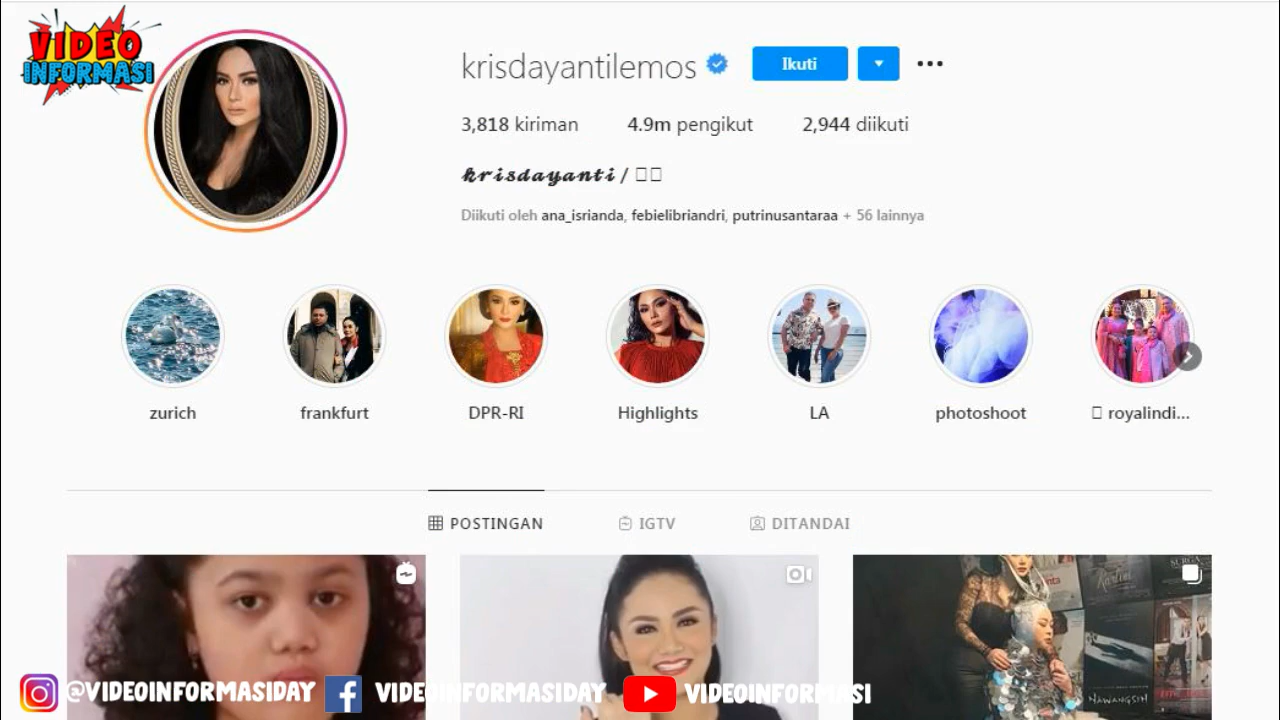 VIDEO
INFORMASI
krisdayantilemos
Ikuti
3,818 kiriman 4.9m pengikut 2,944 diikuti
krisdayanti /
Diikuti oleh ana_isrianda, febielibriandri, putrinusantaraa + 56 lainnya
zurich frankfurt DPR-RI Highlights LA photoshoot royalindi...
POSTINGAN IGTV DITANDAI
NAWANGSIH
@VIDEOINFORMASIDAY VIDEOINFORMASIDAY VIDEOINFORMASI